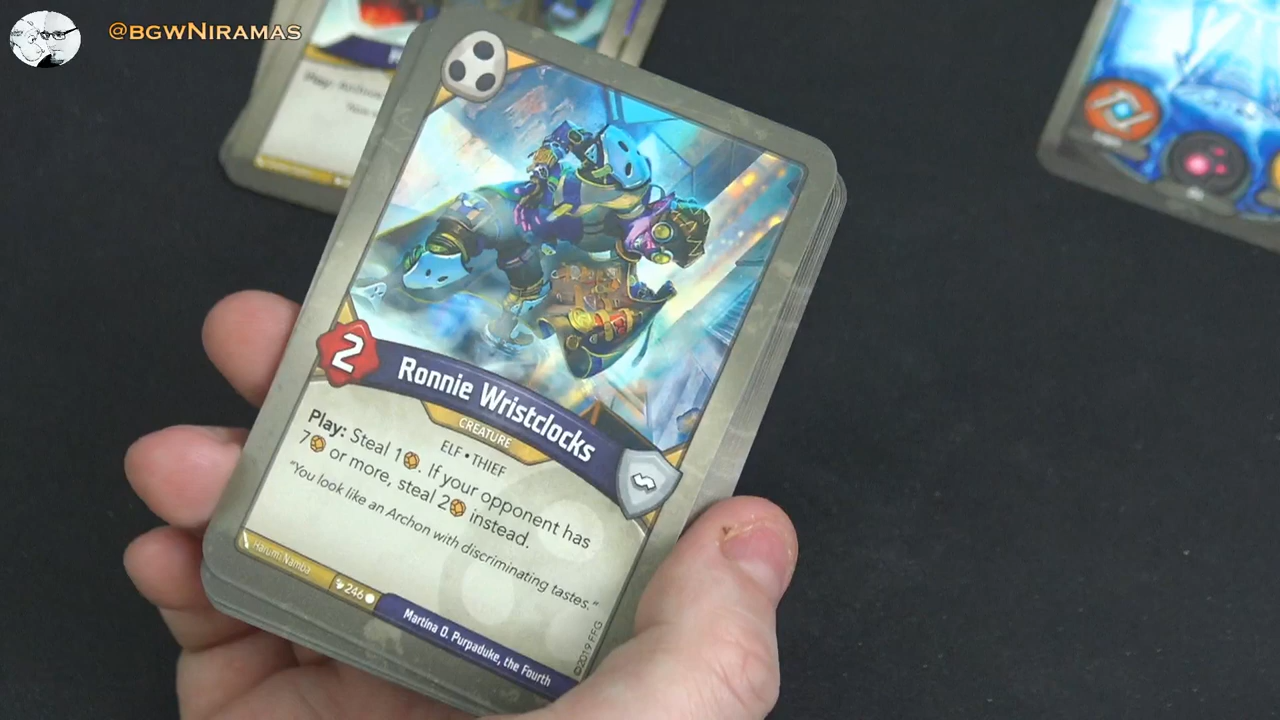 @BGWNIRAMAS
Play:
2
Ronnie Wristclocks
CREATURE
ELF • THIEF
Play: Steal 1. If your opponent has
7 or more, steal 2 instead.
"You look like an Archon with discriminating tastes."
Harumi Namba
246
Martina D. Purpaduke, the Fourth
©2019 FFG